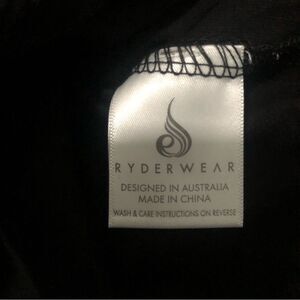 RYDERWEAR
DESIGNED IN AUSTRALIA
MADE IN CHINA
WASH & CARE INSTRUCTIONS ON REVERSE